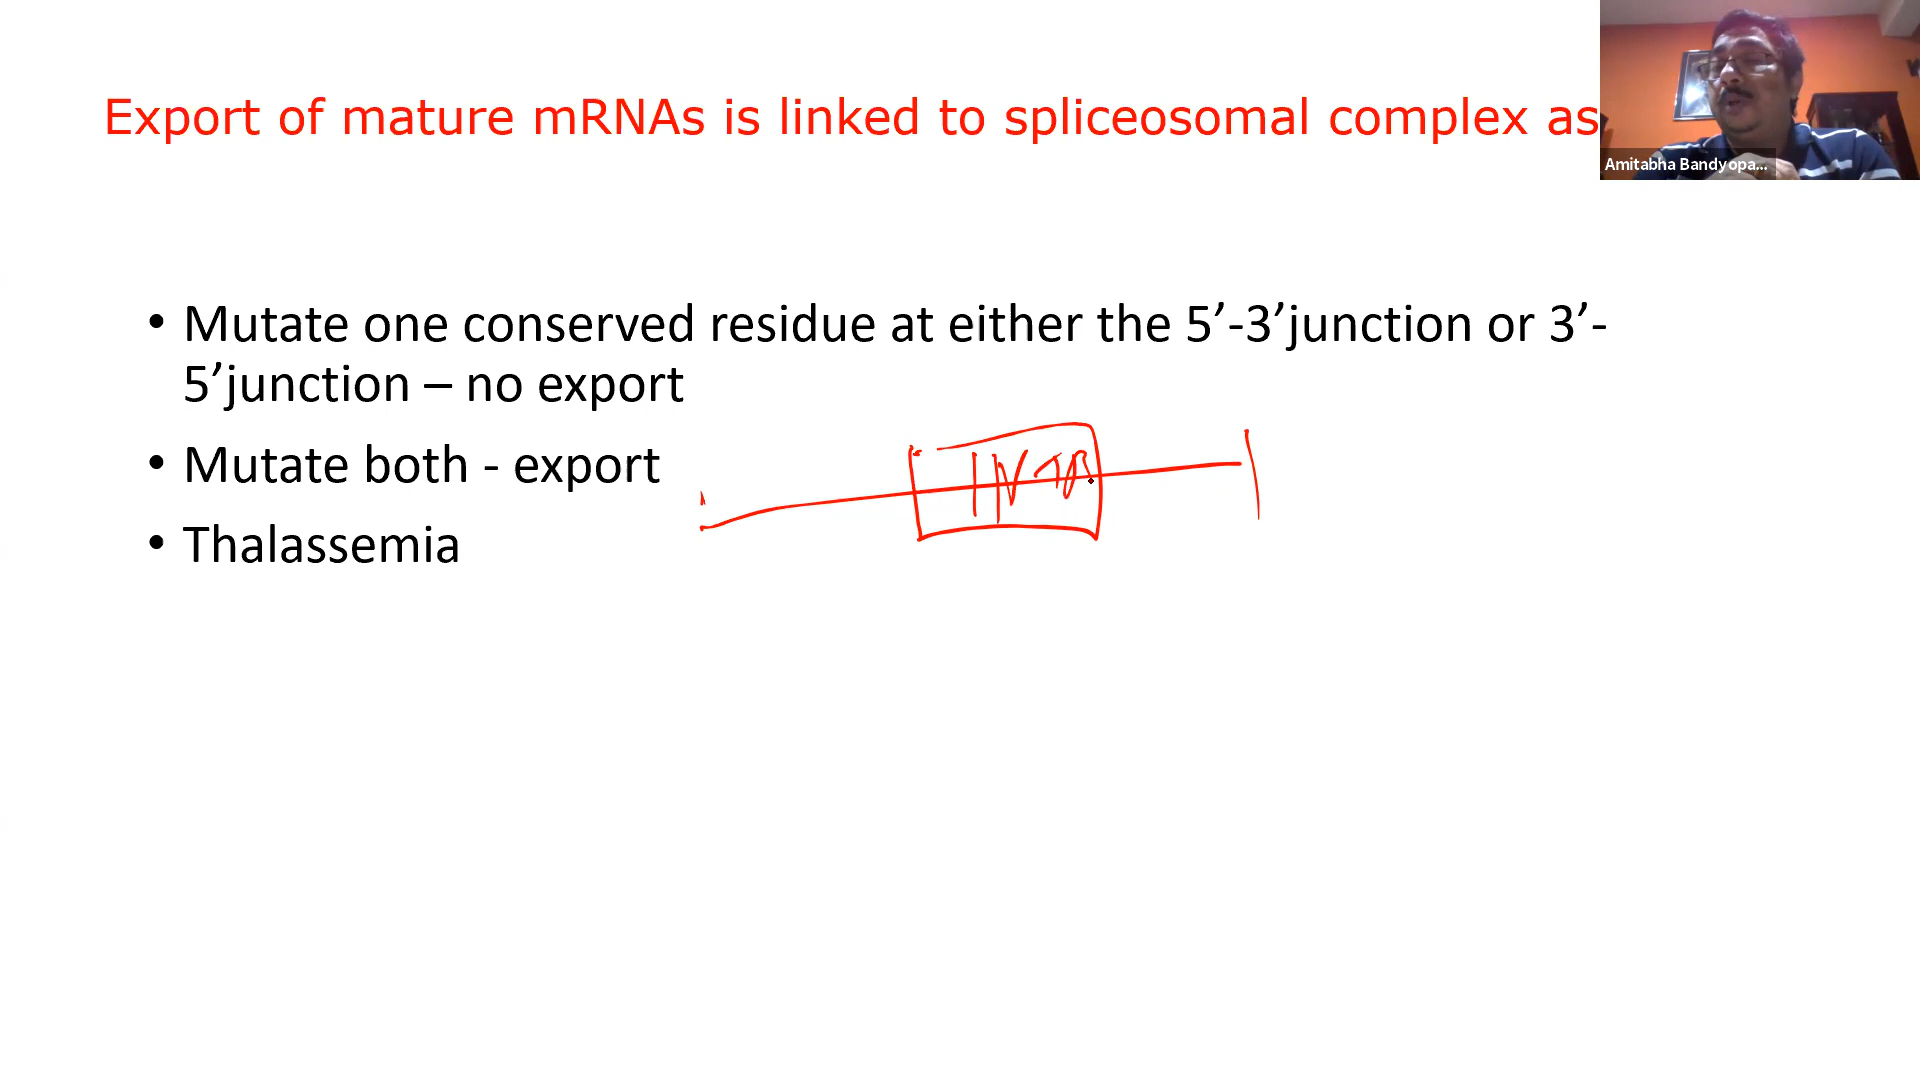 Export of mature mRNAs is linked to spliceosomal complex as
Amitabha Bandyopa...
• Mutate one conserved residue at either the 5’-3’junction or 3’-
5’junction – no export
• Mutate both - export
• Thalassemia